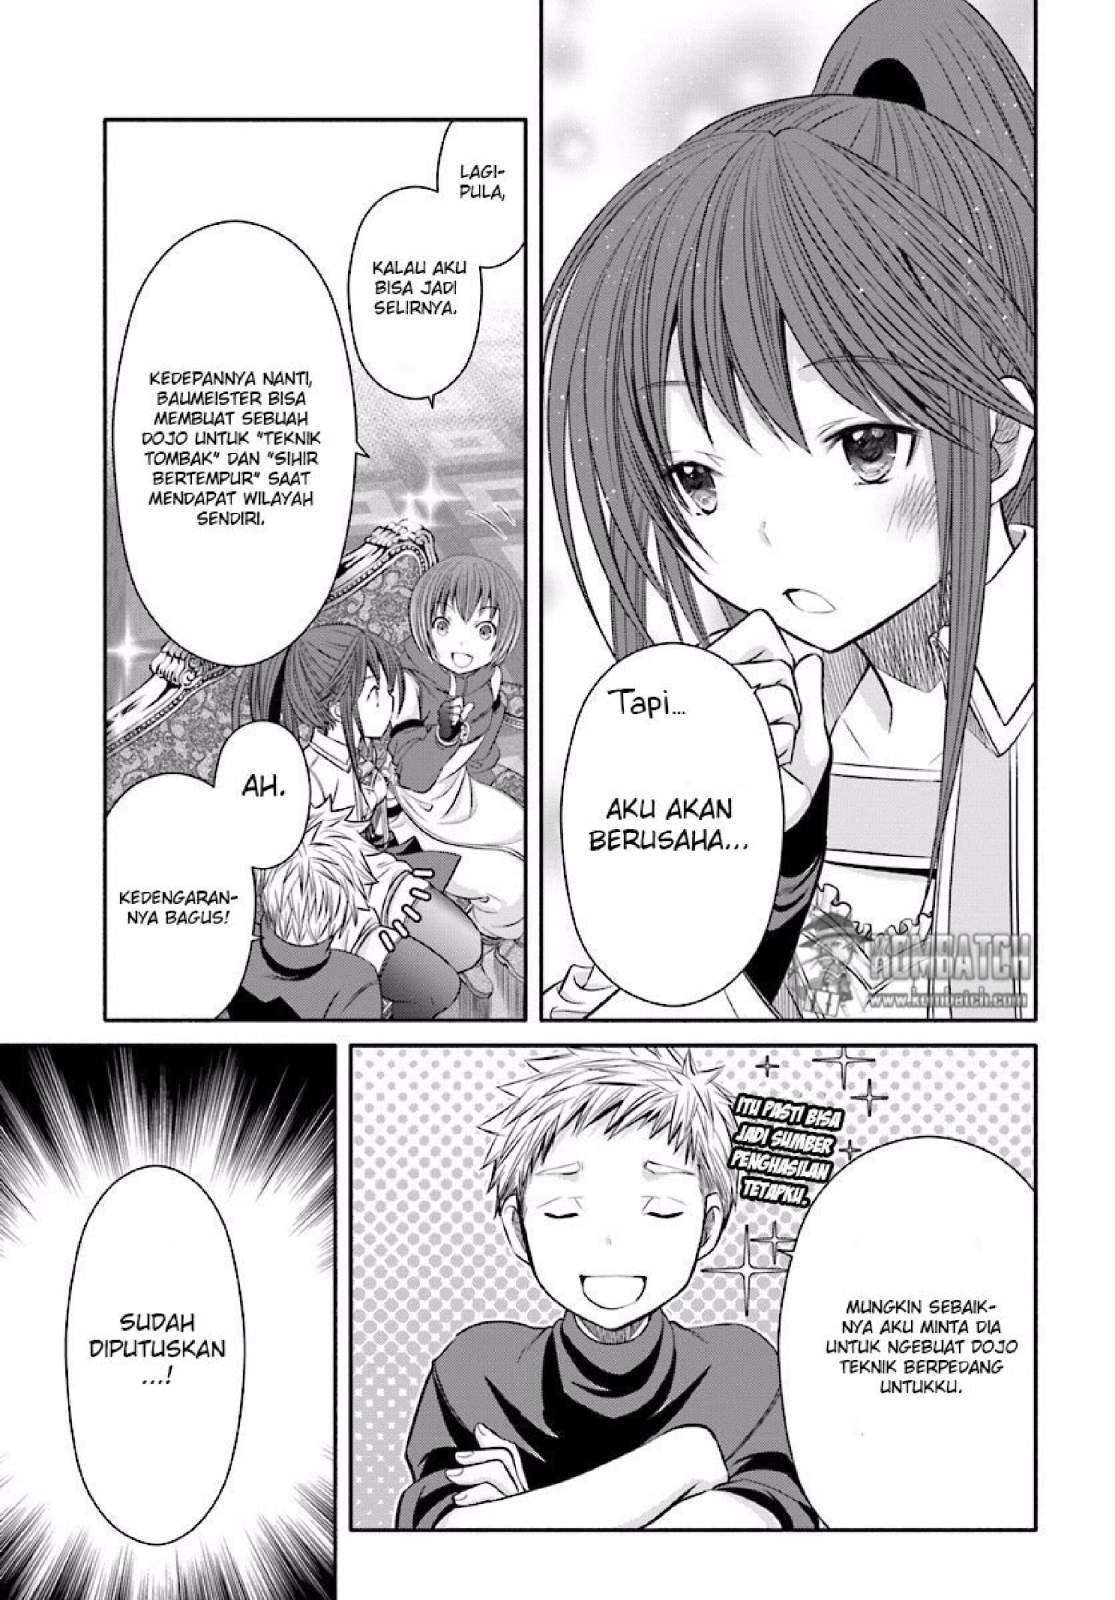 Tapi...
AKU AKAN
BERUSAHA...
LAGI-
PULA,
KALAU AKU
BISA JADI
SELIRNYA.
KEDEPANNYA NANTI,
BAUMEISTER BISA
MEMBUAT SEBUAH
DOJO UNTUK "TEKNIK
TOMBAK" DAN "SIHIR
BERTEMPUR" SAAT
MENDAPAT WILAYAH
SENDIRI.
AH.
KEDENGARAN-
NYA BAGUS!
KOMBATCH
www.kombatch.com
ITU PASTI BISA
JADI SUMBER
PENGHASILAN
TETAPKU.
MUNGKIN SEBAIK-
NYA AKU MINTA DIA
UNTUK NGEBUAT DOJO
TEKNIK BERPEDANG
UNTUKKU.
SUDAH
DIPUTUSKAN
...!